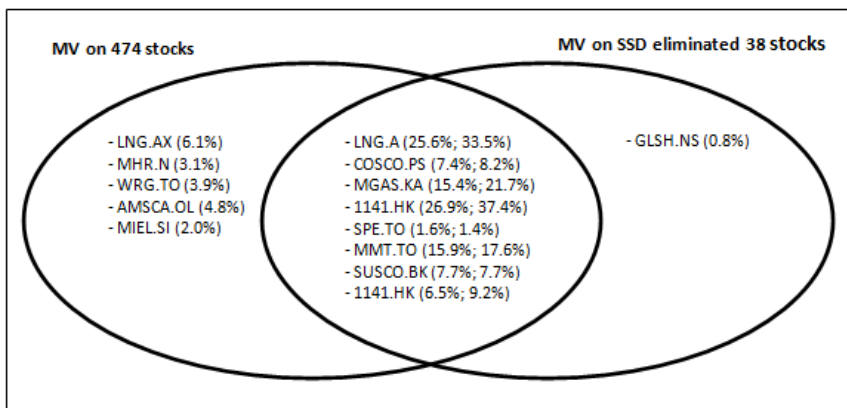 MV on 474 stocks
MV on SSD eliminated 38 stocks
- LNG.AX (6.1%)
- MHR.N (3.1%)
- WRG.TO (3.9%)
- AMSCA.OL (4.8%)
- MIEL.SI (2.0%)
- LNG.A (25.6%; 33.5%)
- COSCO.PS (7.4%; 8.2%)
- MGAS.KA (15.4%; 21.7%)
- 1141.HK (26.9%; 37.4%)
- SPE.TO (1.6%; 1.4%)
- MMT.TO (15.9%; 17.6%)
- SUSCO.BK (7.7%; 7.7%)
- 1141.HK (6.5%; 9.2%)
- GLSH.NS (0.8%)